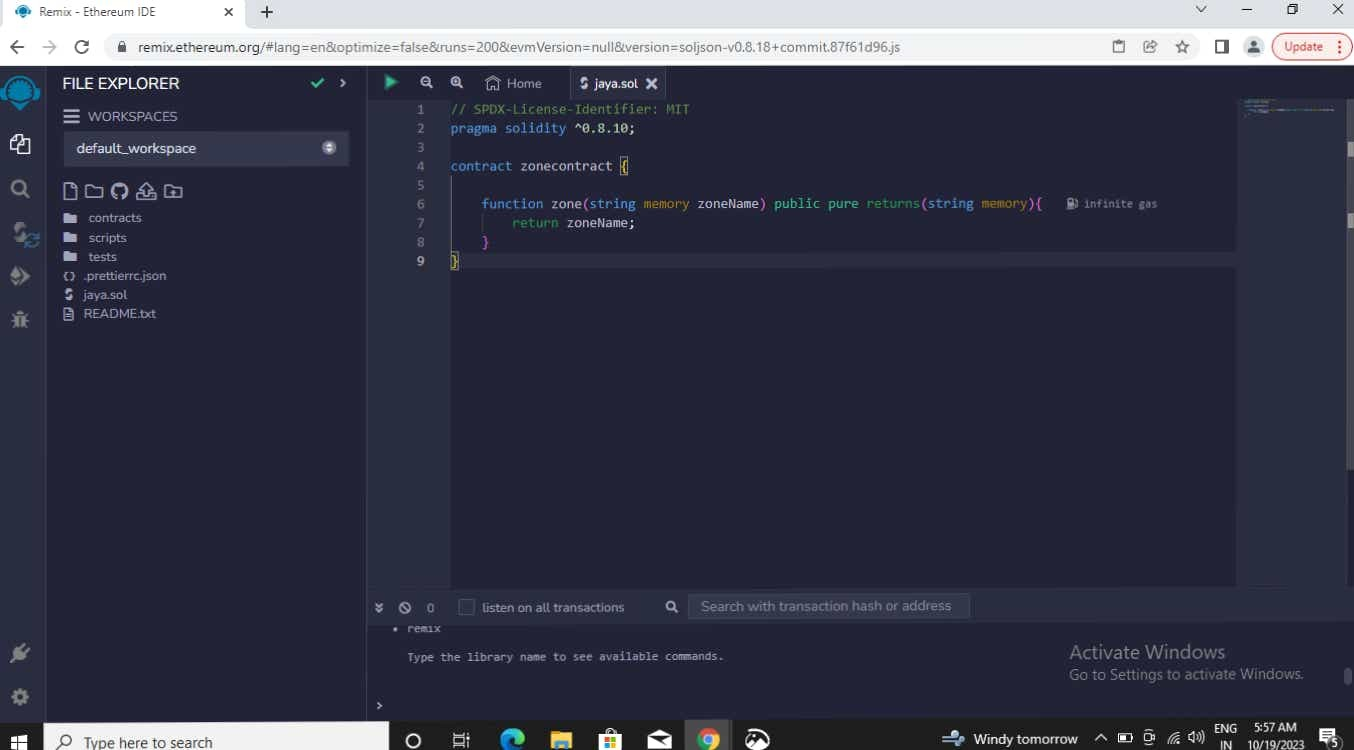 Remix - Ethereum IDE
remix.ethereum.org/#lang=en&optimize=false&runs=200&evmVersion=null&version=soljson-v0.8.18+commit.87f61d96.js
Update
FILE EXPLORER
WORKSPACES
default_workspace
contracts
scripts
tests
.prettierrc.json
jaya.sol
README.txt
Home
jaya.sol
1 // SPDX-License-Identifier: MIT
2 pragma solidity ^0.8.10;
3
4 contract zonecontract {
5
6 function zone(string memory zoneName) public pure returns(string memory){ infinite gas
7 return zoneName;
8 }
9 }
0 listen on all transactions Search with transaction hash or address
remix
Type the library name to see available commands.
>
Activate Windows
Go to Settings to activate Windows.
Type here to search
Windy tomorrow
ENG
IN
5:57 AM
10/19/2023
5